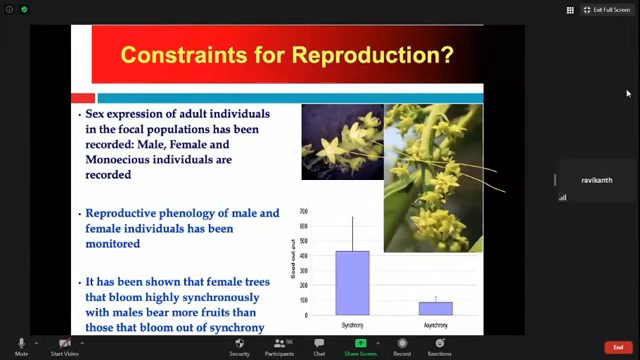 Exit Full Screen
Constraints for Reproduction?
• Sex expression of adult individuals
in the focal populations has been
recorded: Male, Female and
Monoecious individuals are
recorded
• Reproductive phenology of male and
female individuals has been
monitored
• It has been shown that female trees
that bloom highly synchronously
with males bear more fruits than
those that bloom out of synchrony
700
600
500
400
300
200
100
0
Seed out-put
Synchrony
Asynchrony
ravikanth
Mute
Start Video
Security
96
Participants
Chat
Share Screen
Record
Reactions
End